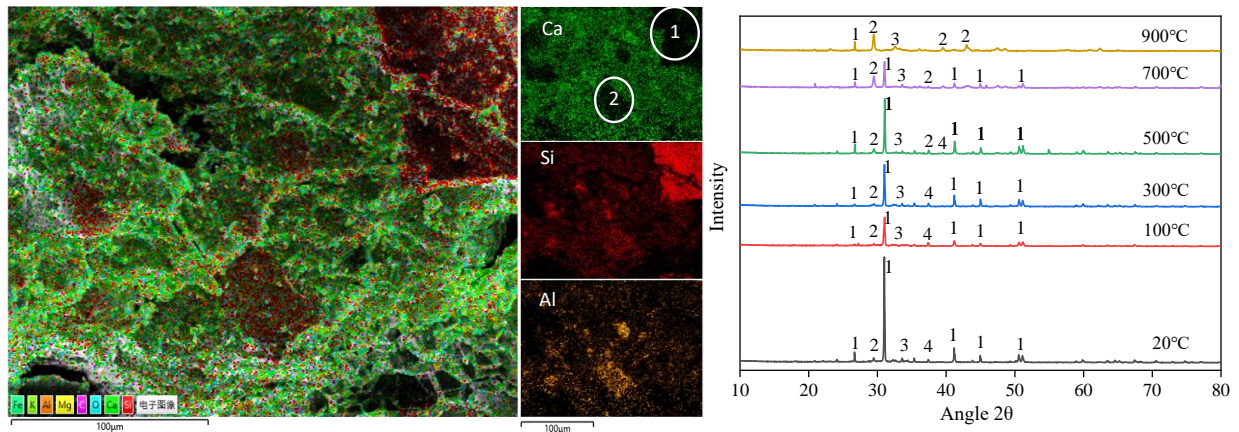 Ca
1
2
Si
Al
Fe K Al Mg C O Ca Si 电子图像
100μm
100μm
Intensity
1 2 3 2 2 900℃
1 2 1 3 2 1 1 1 700℃
1 2 1 3 2 4 1 1 1 500℃
1 2 1 3 4 1 1 1 300℃
1 2 1 3 4 1 1 1 100℃
1 2 1 3 4 1 1 1 20℃
10 20 30 40 50 60 70 80
Angle 2θ